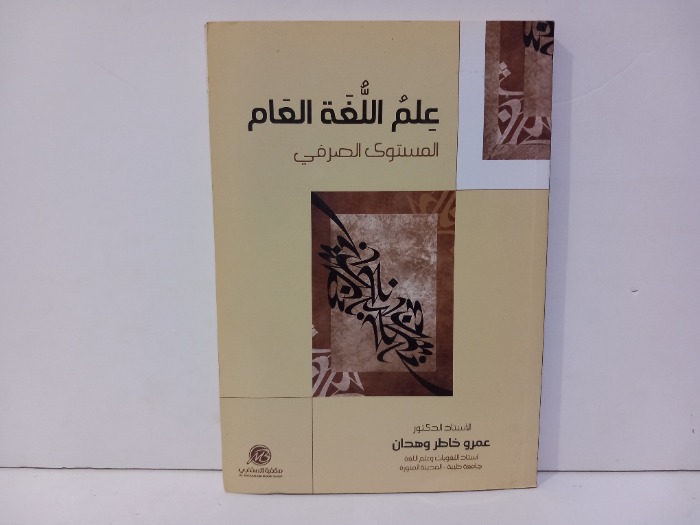 عِلمُ اللُّغَة العَام
المستوى الصرفي
الأستاذ الدكتور
عمرو خاطر وهدان
أستاذ اللغويات وعلم اللغة
جامعة طيبة - المدينة المنورة
مكتبة المتنبي